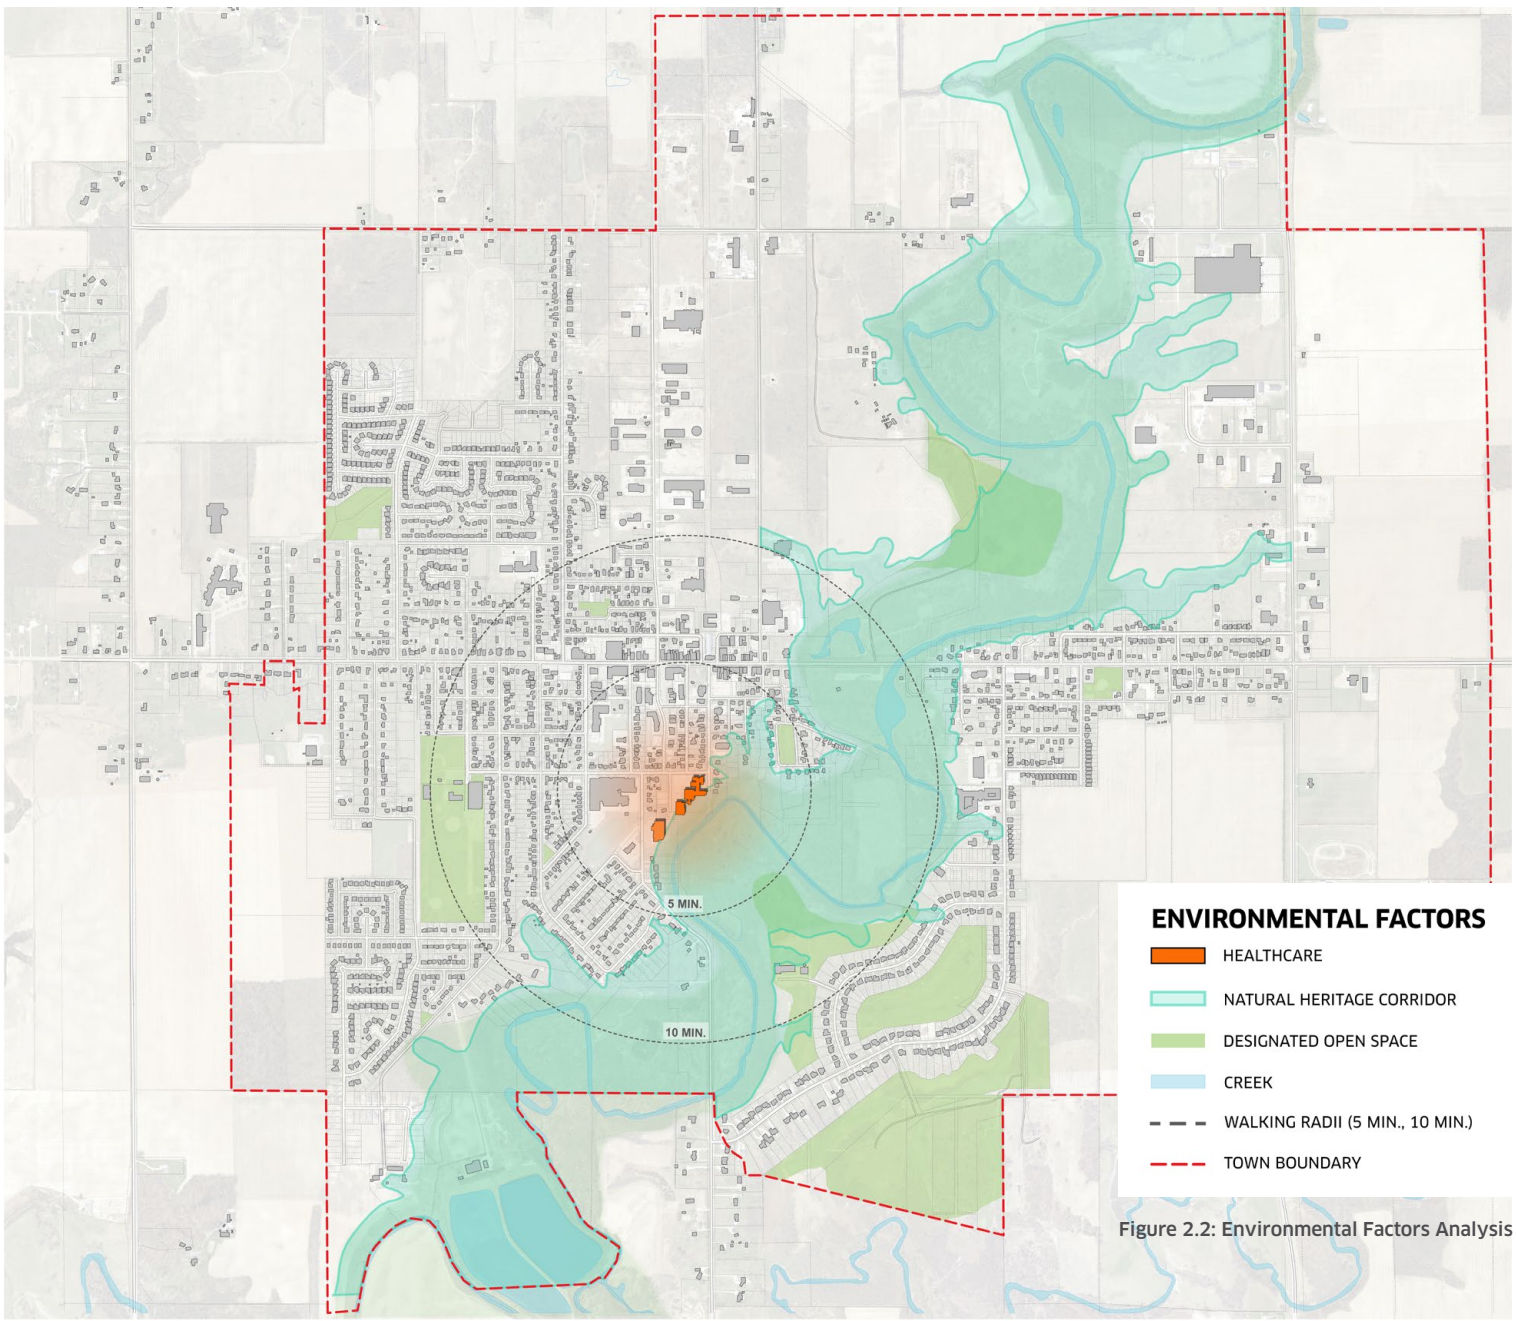 5 MIN.
10 MIN.
ENVIRONMENTAL FACTORS
HEALTHCARE
NATURAL HERITAGE CORRIDOR
DESIGNATED OPEN SPACE
CREEK
WALKING RADII (5 MIN., 10 MIN.)
TOWN BOUNDARY
Figure 2.2: Environmental Factors Analysis